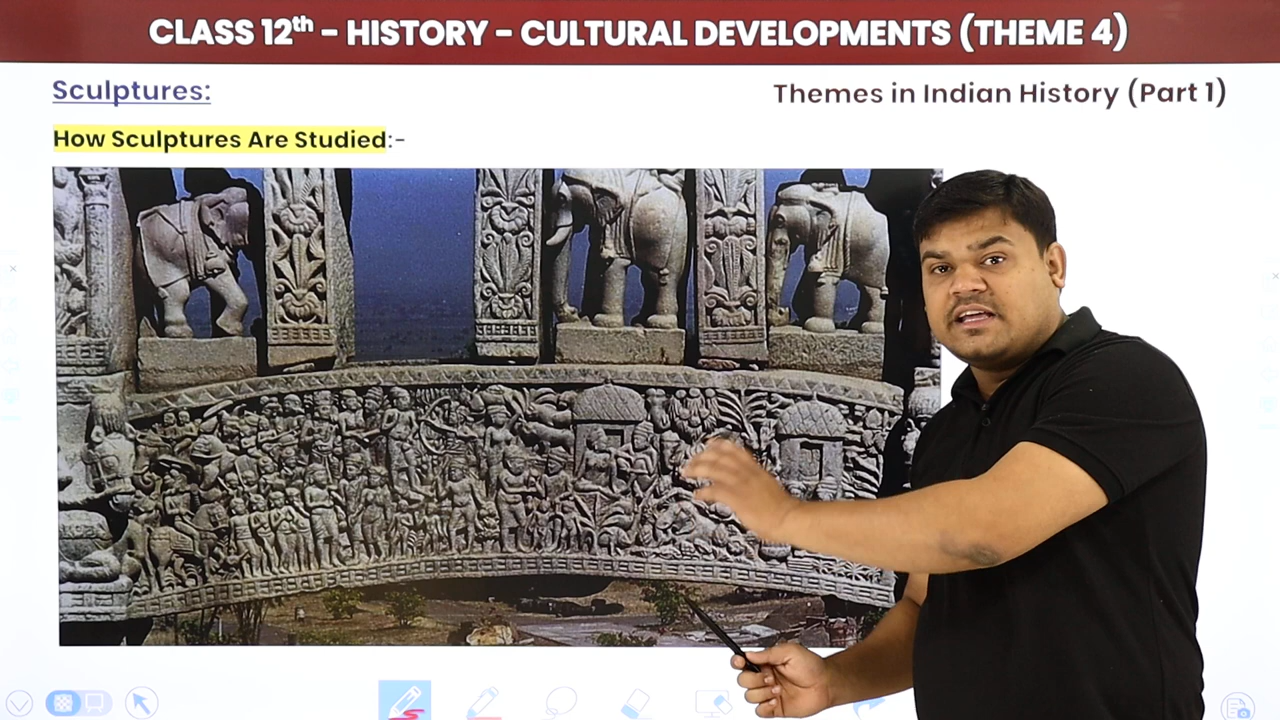 CLASS 12th – HISTORY – CULTURAL DEVELOPMENTS (THEME 4)
Sculptures:
Themes in Indian History (Part 1)
How Sculptures Are Studied:-